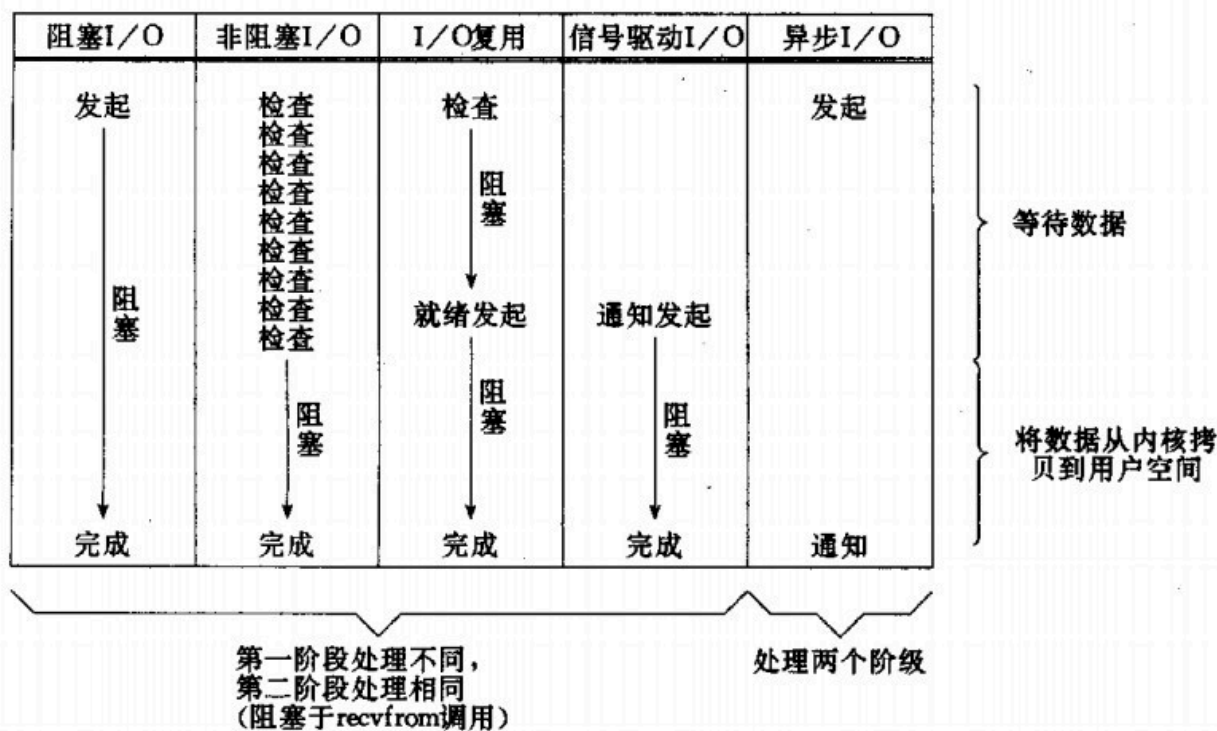 阻塞I/O 非阻塞I/O I/O复用 信号驱动I/O 异步I/O
发起 检查 检查 发起
检查
检查
检查
检查
检查
检查
检查
检查
阻塞
等待数据
阻塞
就绪发起 通知发起
阻塞
阻塞
阻塞
将数据从内核拷
贝到用户空间
完成 完成 完成 完成 通知
第一阶段处理不同，
第二阶段处理相同
(阻塞于recvfrom调用)
处理两个阶级